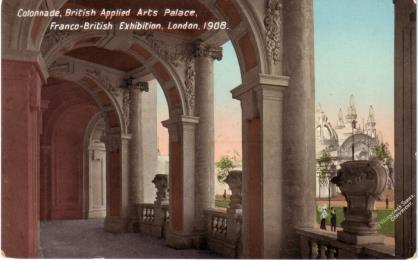 Colonnade, British Applied Arts Palace,
Franco-British Exhibition, London, 1908.